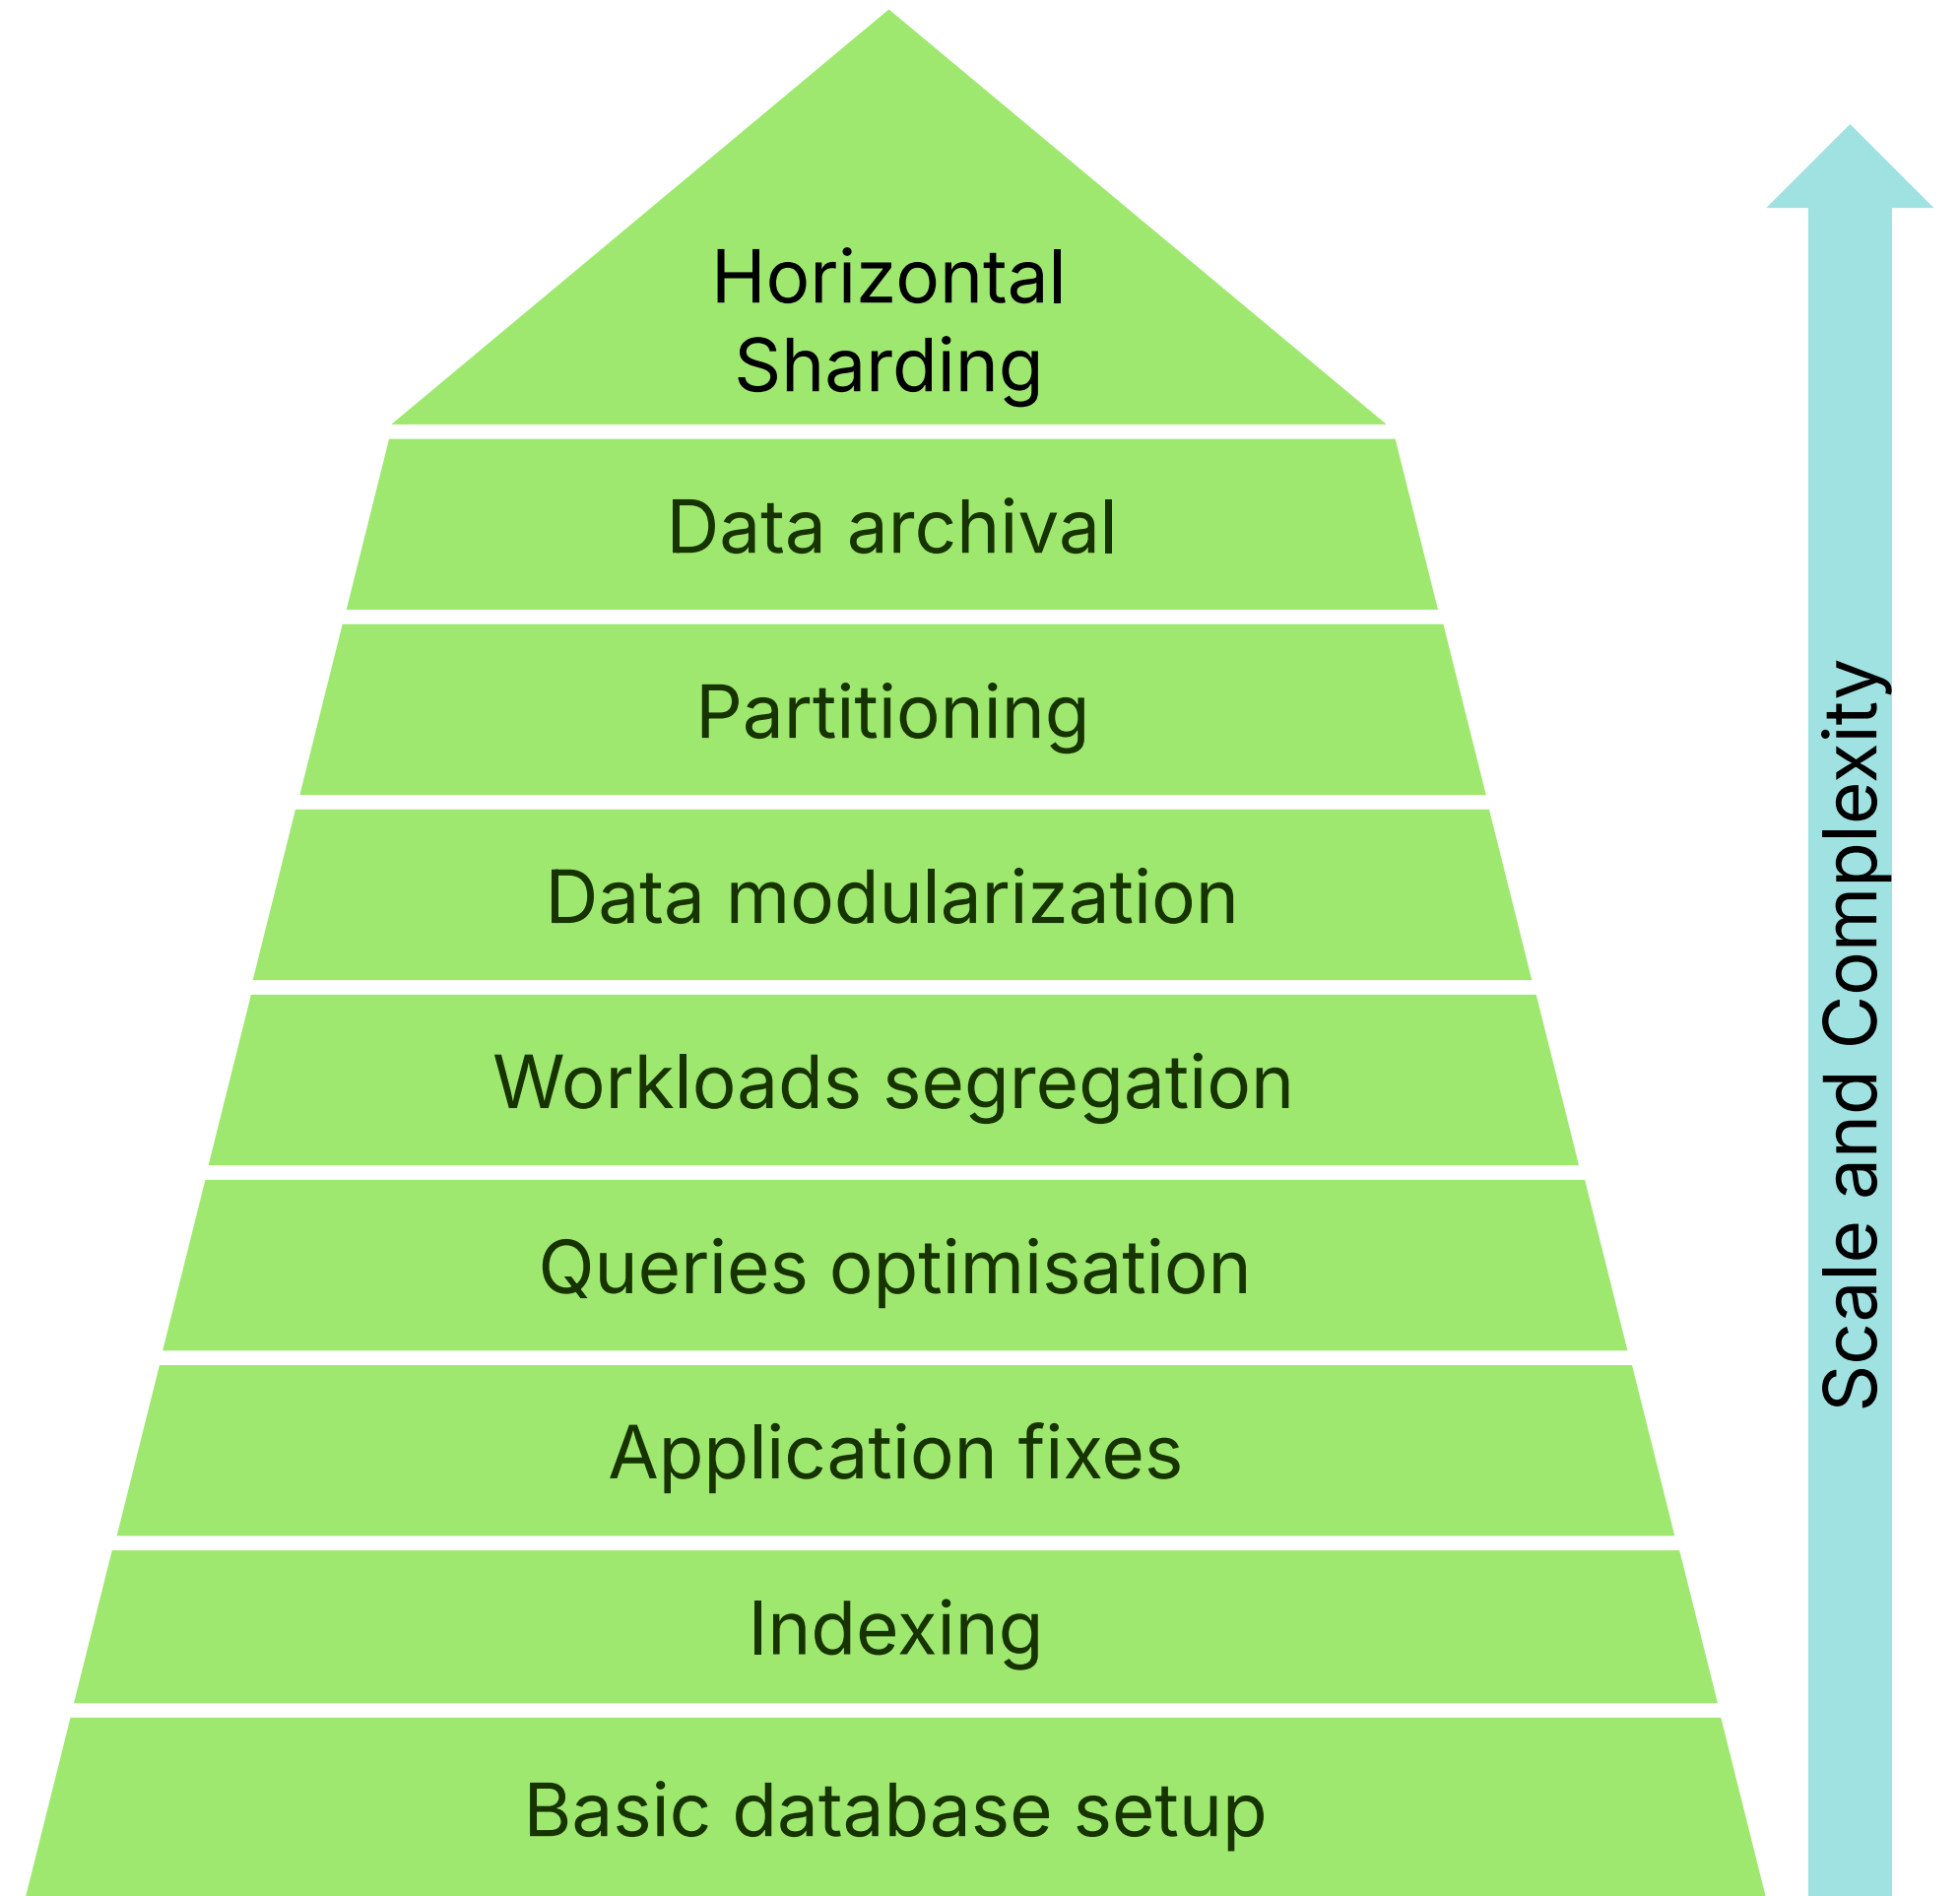 Horizontal
Sharding
Data archival
Partitioning
Data modularization
Workloads segregation
Queries optimisation
Application fixes
Indexing
Basic database setup
Scale and Complexity